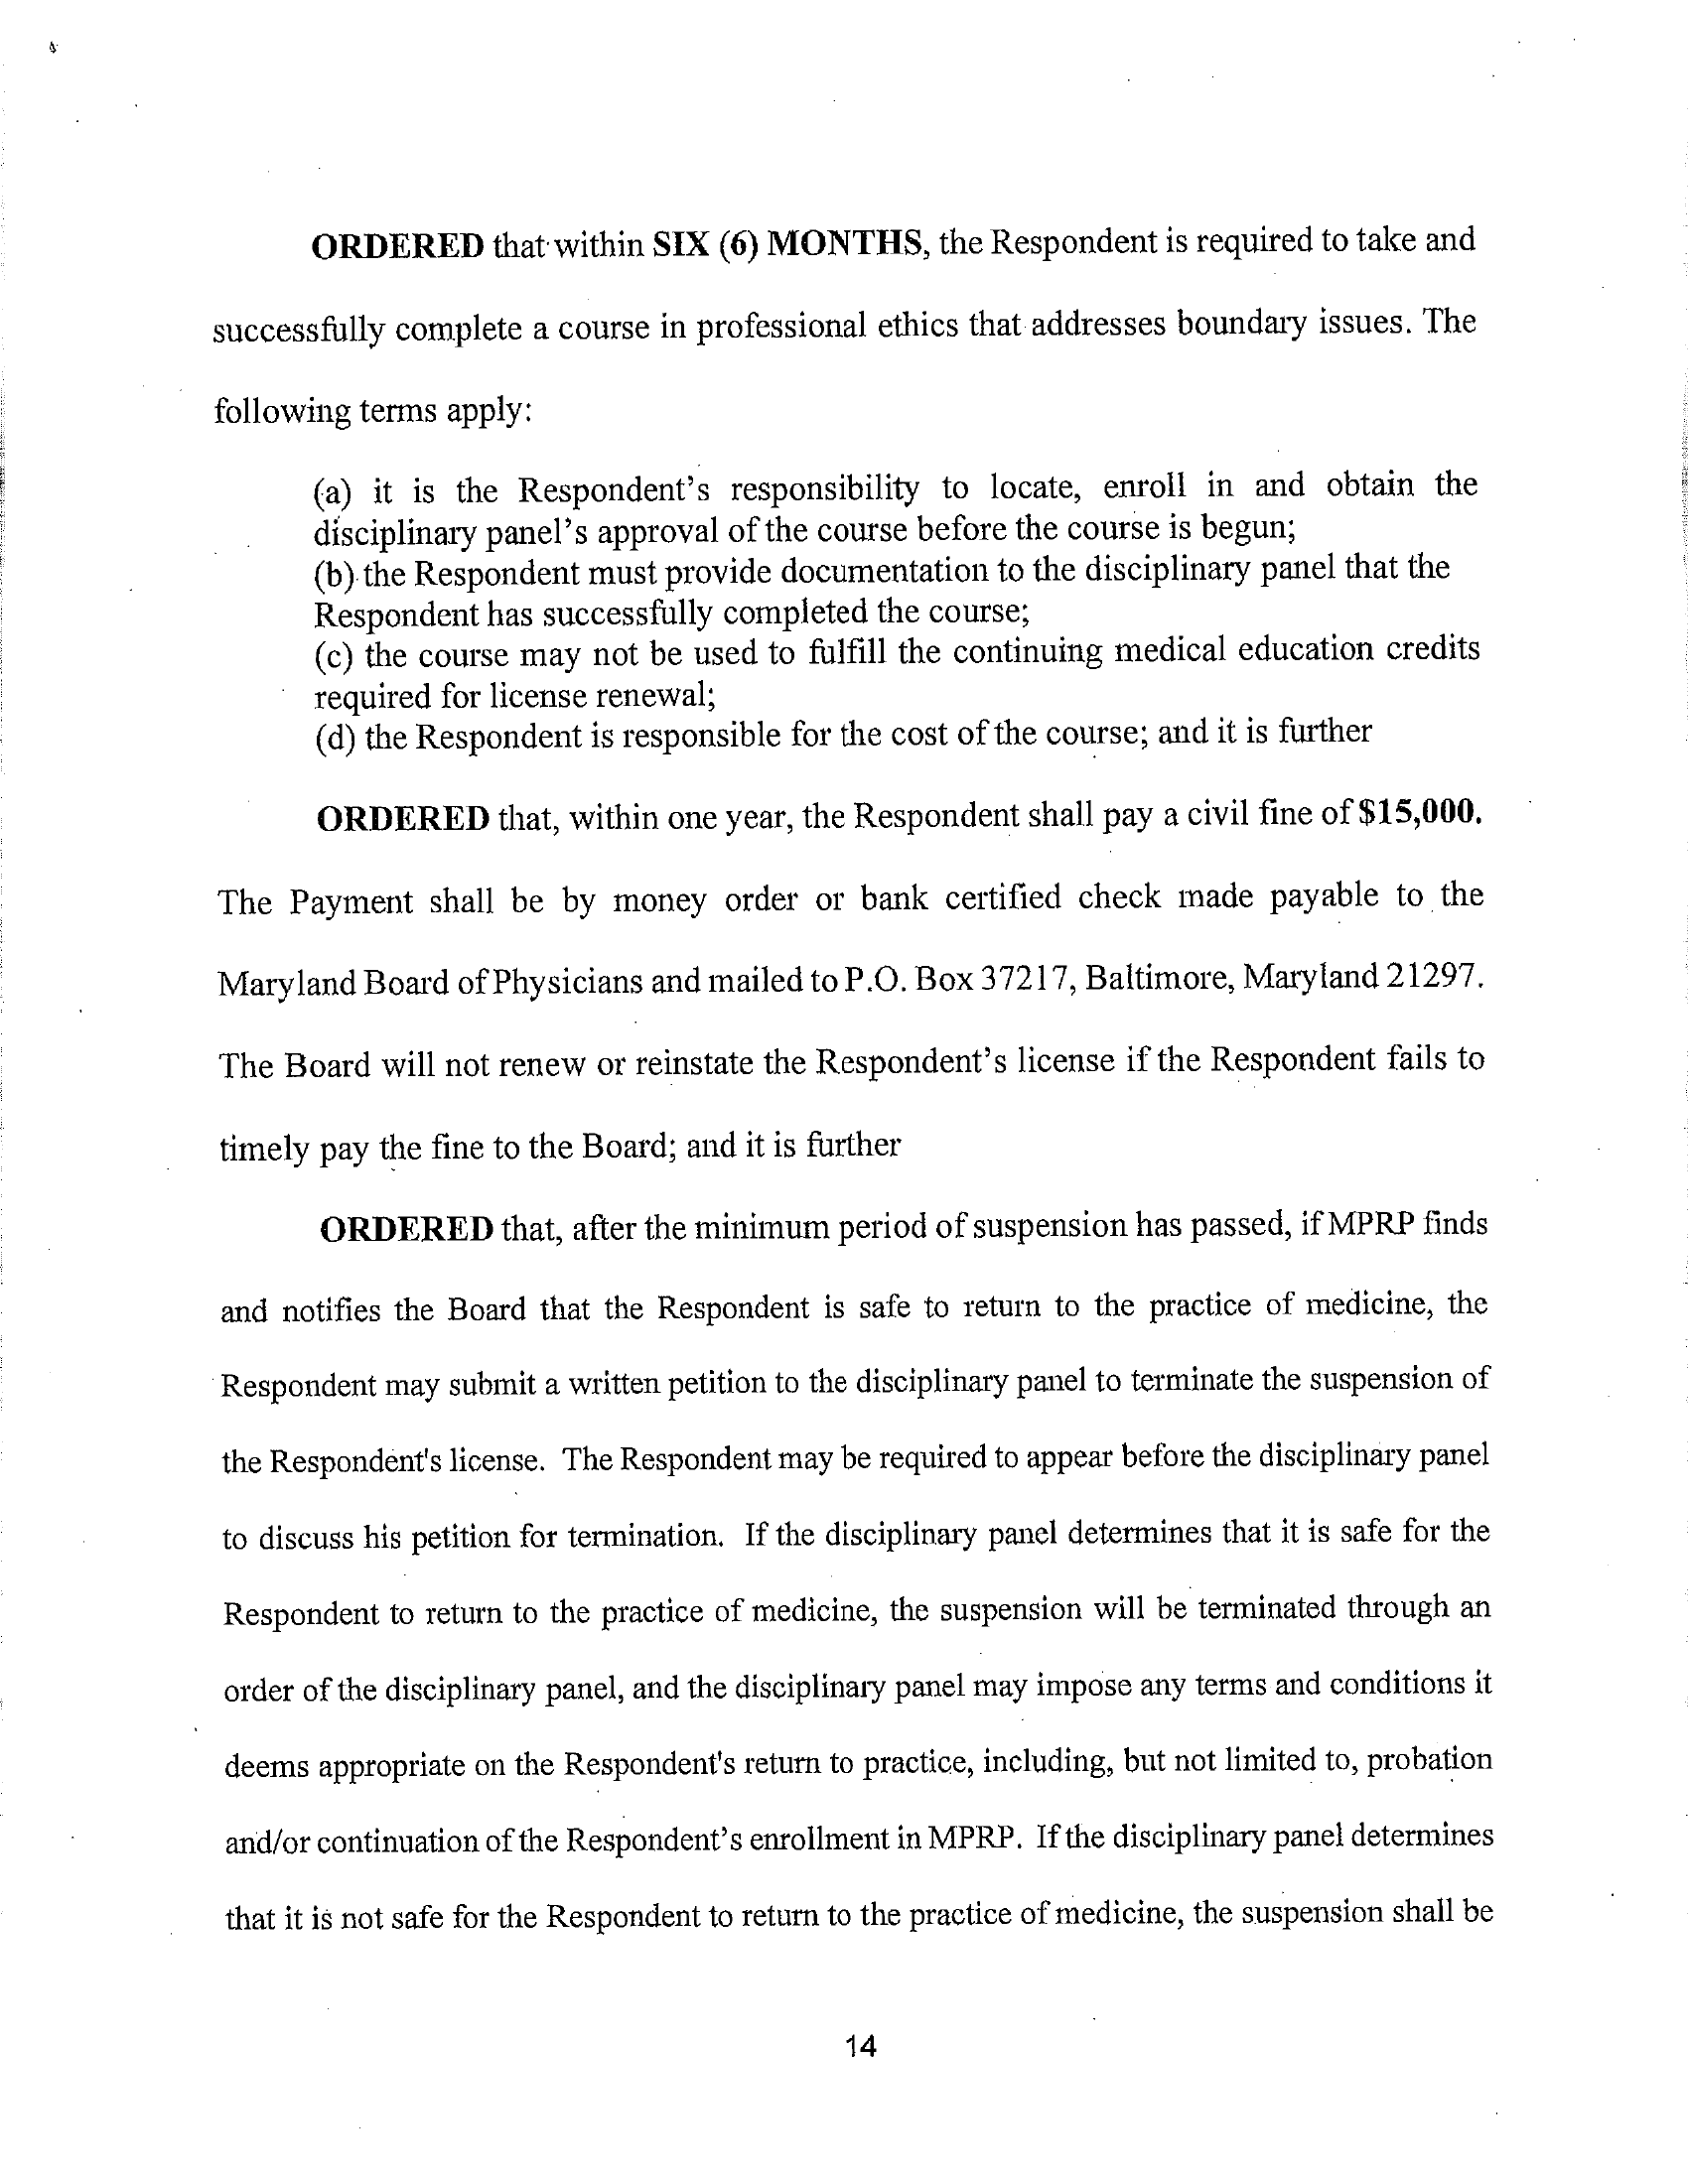 ORDERED that within SIX (6) MONTHS, the Respondent is required to take and
successfully complete a course in professional ethics that addresses boundary issues. The
following terms apply:
(a) it is the Respondent's responsibility to locate, enroll in and obtain the
disciplinary panel's approval of the course before the course is begun;
(b) the Respondent must provide documentation to the disciplinary panel that the
Respondent has successfully completed the course;
(c) the course may not be used to fulfill the continuing medical education credits
required for license renewal;
(d) the Respondent is responsible for the cost of the course; and it is further
ORDERED that, within one year, the Respondent shall pay a civil fine of $15,000.
The Payment shall be by money order or bank certified check made payable to the
Maryland Board of Physicians and mailed to P.O. Box 37217, Baltimore, Maryland 21297.
The Board will not renew or reinstate the Respondent's license if the Respondent fails to
timely pay the fine to the Board; and it is further
ORDERED that, after the minimum period of suspension has passed, if MPRP finds
and notifies the Board that the Respondent is safe to return to the practice of medicine, the
Respondent may submit a written petition to the disciplinary panel to terminate the suspension of
the Respondent's license. The Respondent may be required to appear before the disciplinary panel
to discuss his petition for termination. If the disciplinary panel determines that it is safe for the
Respondent to return to the practice of medicine, the suspension will be terminated through an
order of the disciplinary panel, and the disciplinary panel may impose any terms and conditions it
deems appropriate on the Respondent's return to practice, including, but not limited to, probation
and/or continuation of the Respondent's enrollment in MPRP. If the disciplinary panel determines
that it is not safe for the Respondent to return to the practice of medicine, the suspension shall be
14